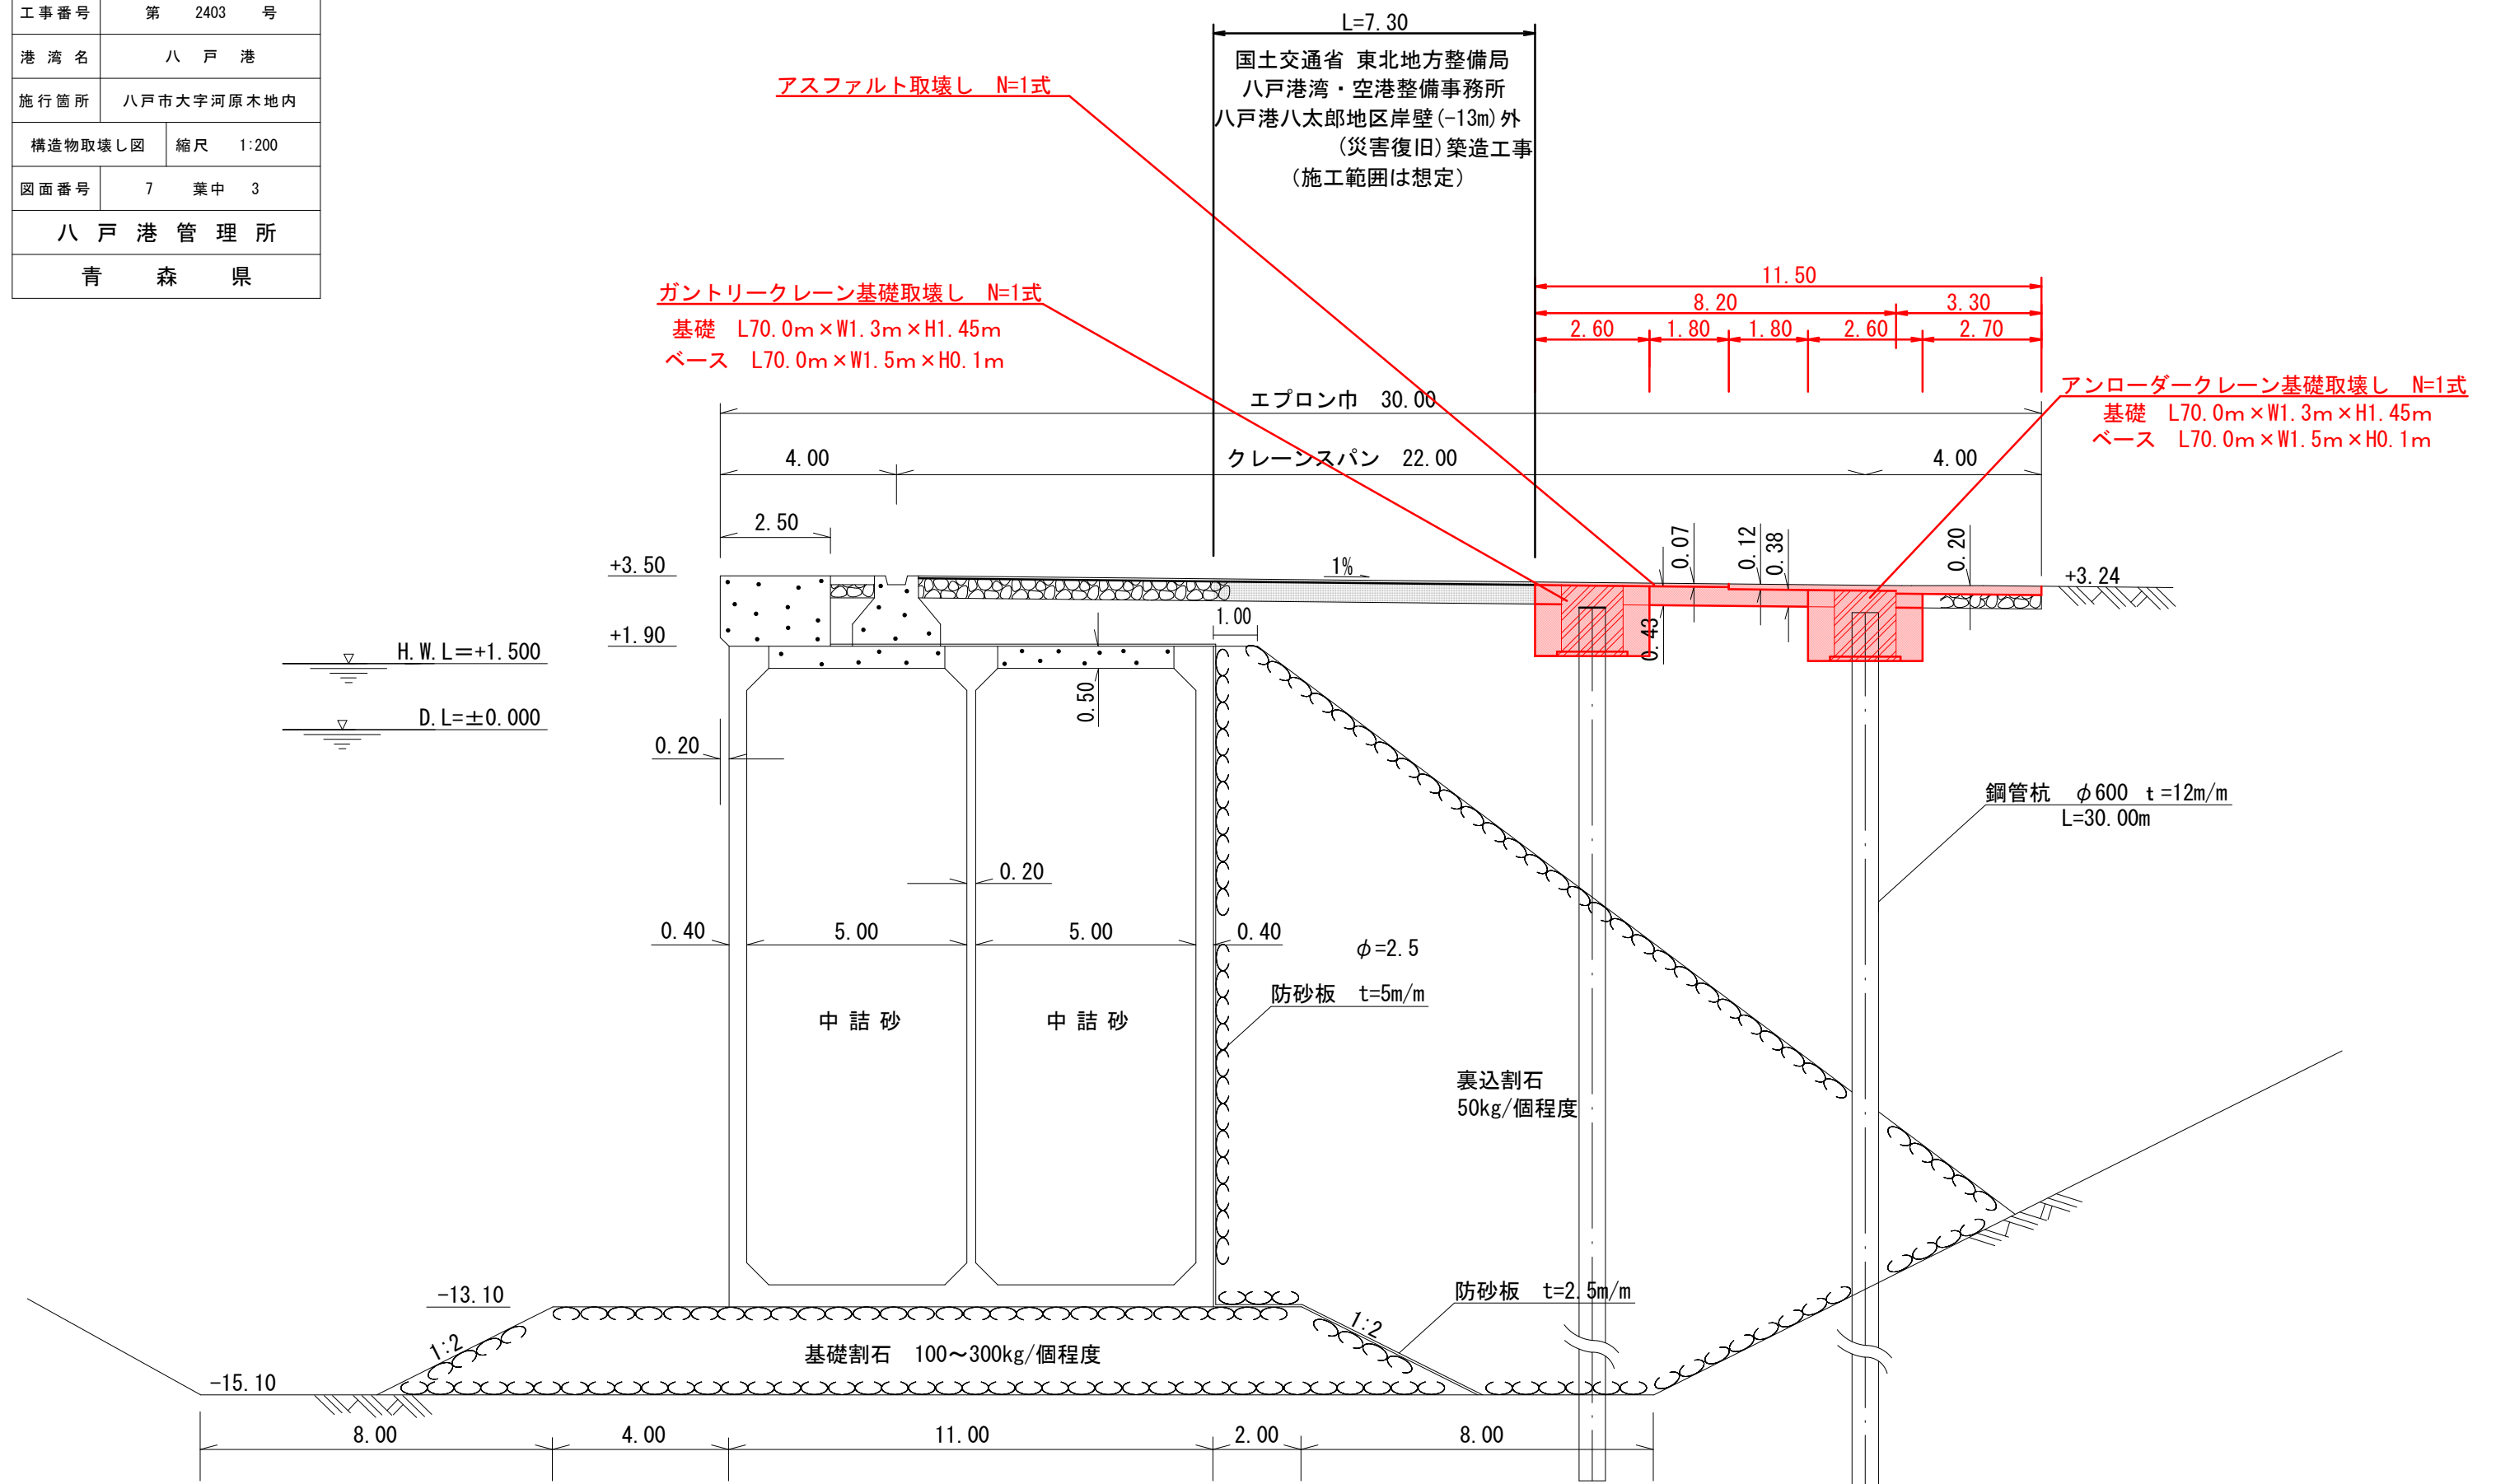 工事番号 第 2403 号
港湾名 八戸港
施行箇所 八戸市大字河原木地内
構造物取壊し図 縮尺 1:200
図面番号 7 葉中 3
八戸港管理所
青森県
L=7.30
国土交通省 東北地方整備局
八戸港湾・空港整備事務所
八戸港八太郎地区岸壁(-13m)外
(災害復旧)築造工事
(施工範囲は想定)
アスファルト取壊し N=1式
ガントリークレーン基礎取壊し N=1式
基礎 L70.0m×W1.3m×H1.45m
ベース L70.0m×W1.5m×H0.1m
11.50
8.20 3.30
2.60 1.80 1.80 2.60 2.70
アンローダークレーン基礎取壊し N=1式
基礎 L70.0m×W1.3m×H1.45m
ベース L70.0m×W1.5m×H0.1m
エプロン巾 30.00
4.00 クレーンスパン 22.00 4.00
2.50
+3.50
1%
0.07
0.12
0.38
0.20
+3.24
1.00
0.43
+1.90
H.W.L=+1.500
0.50
D.L=±0.000
0.20
鋼管杭 φ600 t=12m/m
L=30.00m
0.20
0.40 5.00 5.00 0.40
φ=2.5
防砂板 t=5m/m
中詰砂 中詰砂
裏込割石
50kg/個程度
-13.10
防砂板 t=2.5m/m
1:2
1:2
基礎割石 100～300kg/個程度
-15.10
8.00 4.00 11.00 2.00 8.00